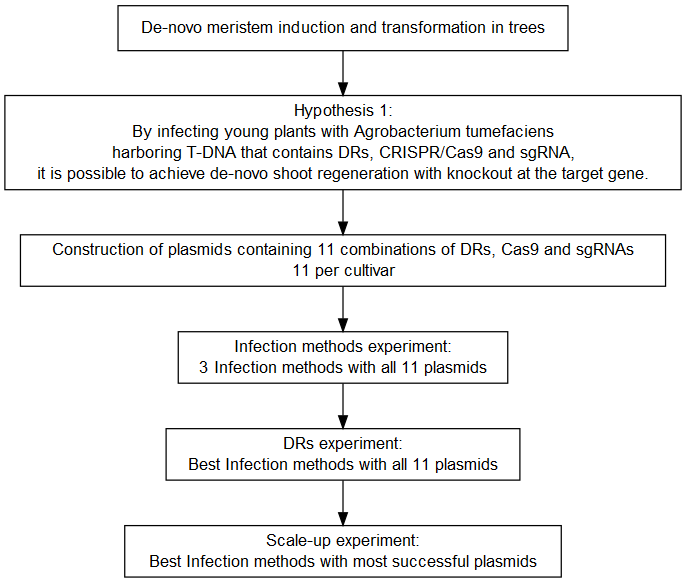 De-novo meristem induction and transformation in trees
Hypothesis 1:
By infecting young plants with Agrobacterium tumefaciens
harboring T-DNA that contains DRs, CRISPR/Cas9 and sgRNA,
it is possible to achieve de-novo shoot regeneration with knockout at the target gene.
Construction of plasmids containing 11 combinations of DRs, Cas9 and sgRNAs
11 per cultivar
Infection methods experiment:
3 Infection methods with all 11 plasmids
DRs experiment:
Best Infection methods with all 11 plasmids
Scale-up experiment:
Best Infection methods with most successful plasmids